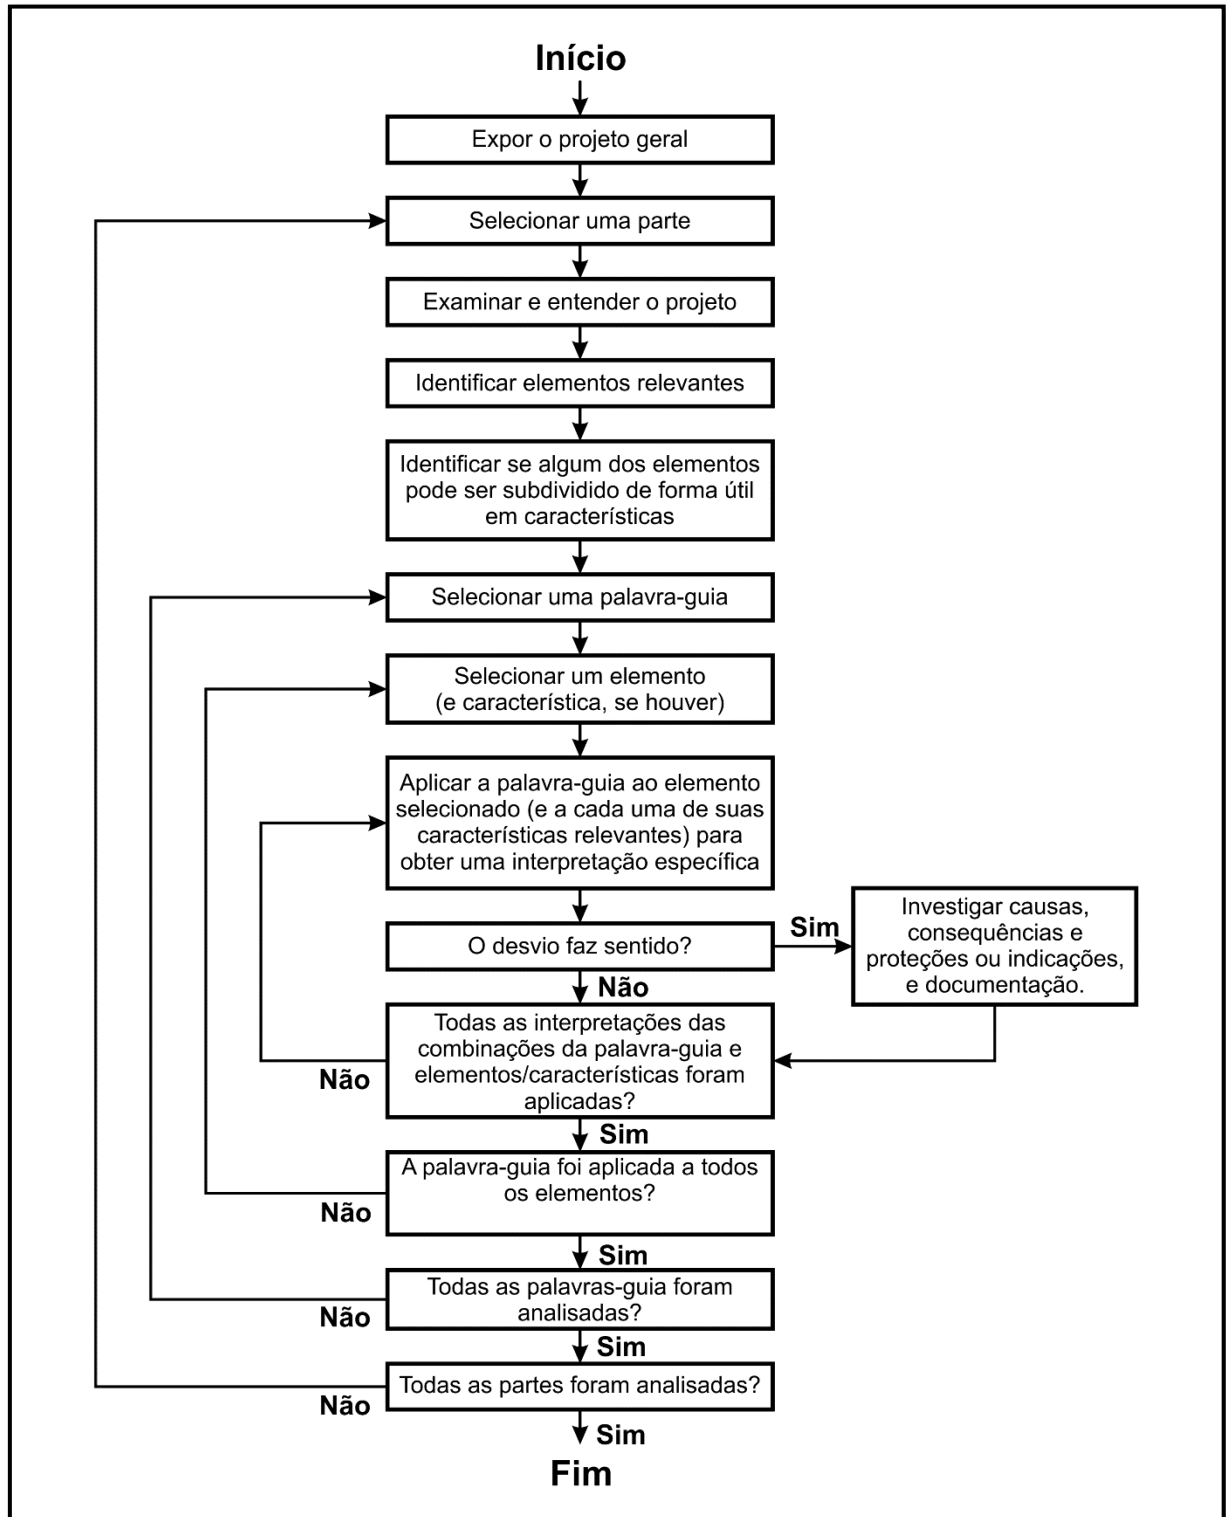 Início
Expor o projeto geral
Selecionar uma parte
Examinar e entender o projeto
Identificar elementos relevantes
Identificar se algum dos elementos
pode ser subdividido de forma útil
em características
Selecionar uma palavra-guia
Selecionar um elemento
(e característica, se houver)
Aplicar a palavra-guia ao elemento
selecionado (e a cada uma de suas
características relevantes) para
obter uma interpretação específica
O desvio faz sentido?
Sim
Investigar causas,
consequências e
proteções ou indicações,
e documentação.
Não
Todas as interpretações das
combinações da palavra-guia e
elementos/características foram
aplicadas?
Não
Sim
A palavra-guia foi aplicada a todos
os elementos?
Não
Sim
Todas as palavras-guia foram
analisadas?
Não
Sim
Todas as partes foram analisadas?
Não
Sim
Fim